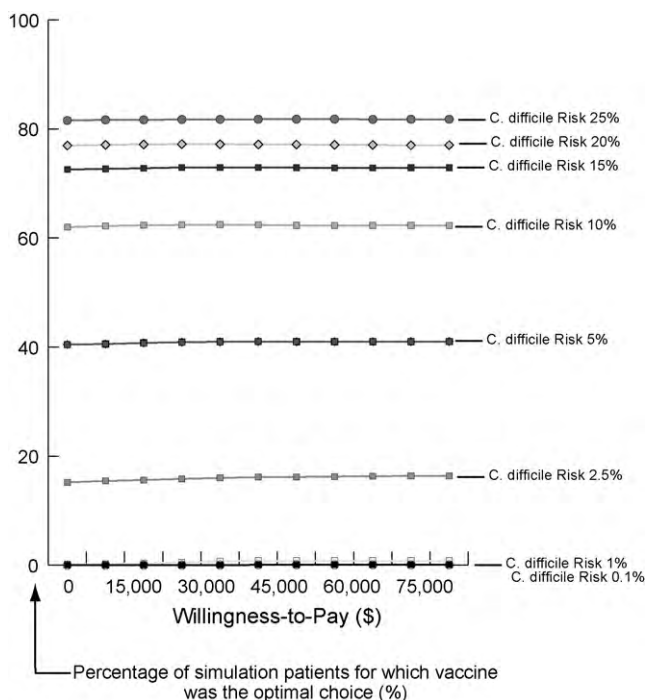 100
80
60
40
20
0
C. difficile Risk 25%
C. difficile Risk 20%
C. difficile Risk 15%
C. difficile Risk 10%
C. difficile Risk 5%
C. difficile Risk 2.5%
C. difficile Risk 1%
C. difficile Risk 0.1%
0 15,000 30,000 45,000 60,000 75,000
Willingness-to-Pay ($)
Percentage of simulation patients for which vaccine
was the optimal choice (%)